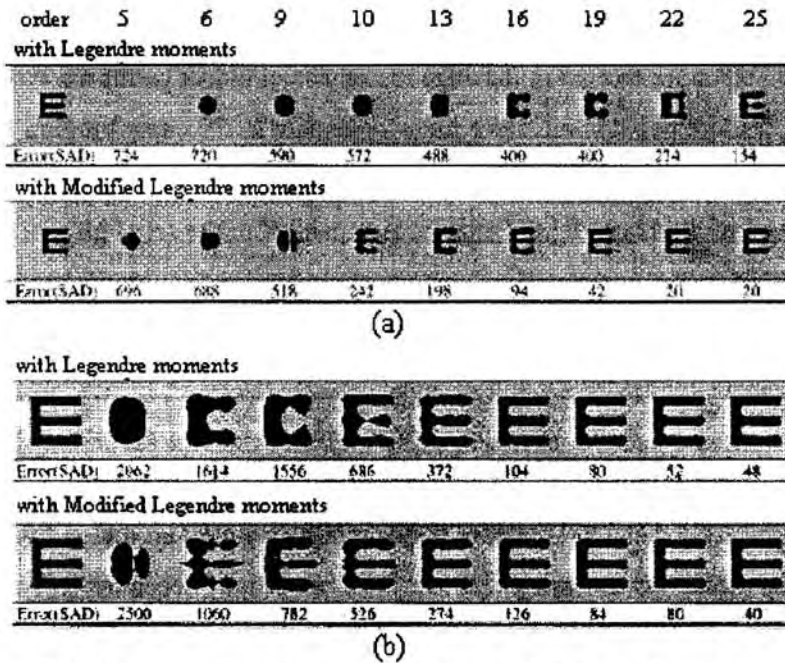 order 5 6 9 10 13 16 19 22 25
with Legendre moments
Error(SAD) 724 720 590 572 488 400 400 214 154
with Modified Legendre moments
Error(SAD) 696 688 518 242 198 94 42 20 20
(a)
with Legendre moments
Error(SAD) 2062 1614 1556 686 372 104 80 52 48
with Modified Legendre moments
Error(SAD) 2500 1060 782 526 274 126 84 80 40
(b)